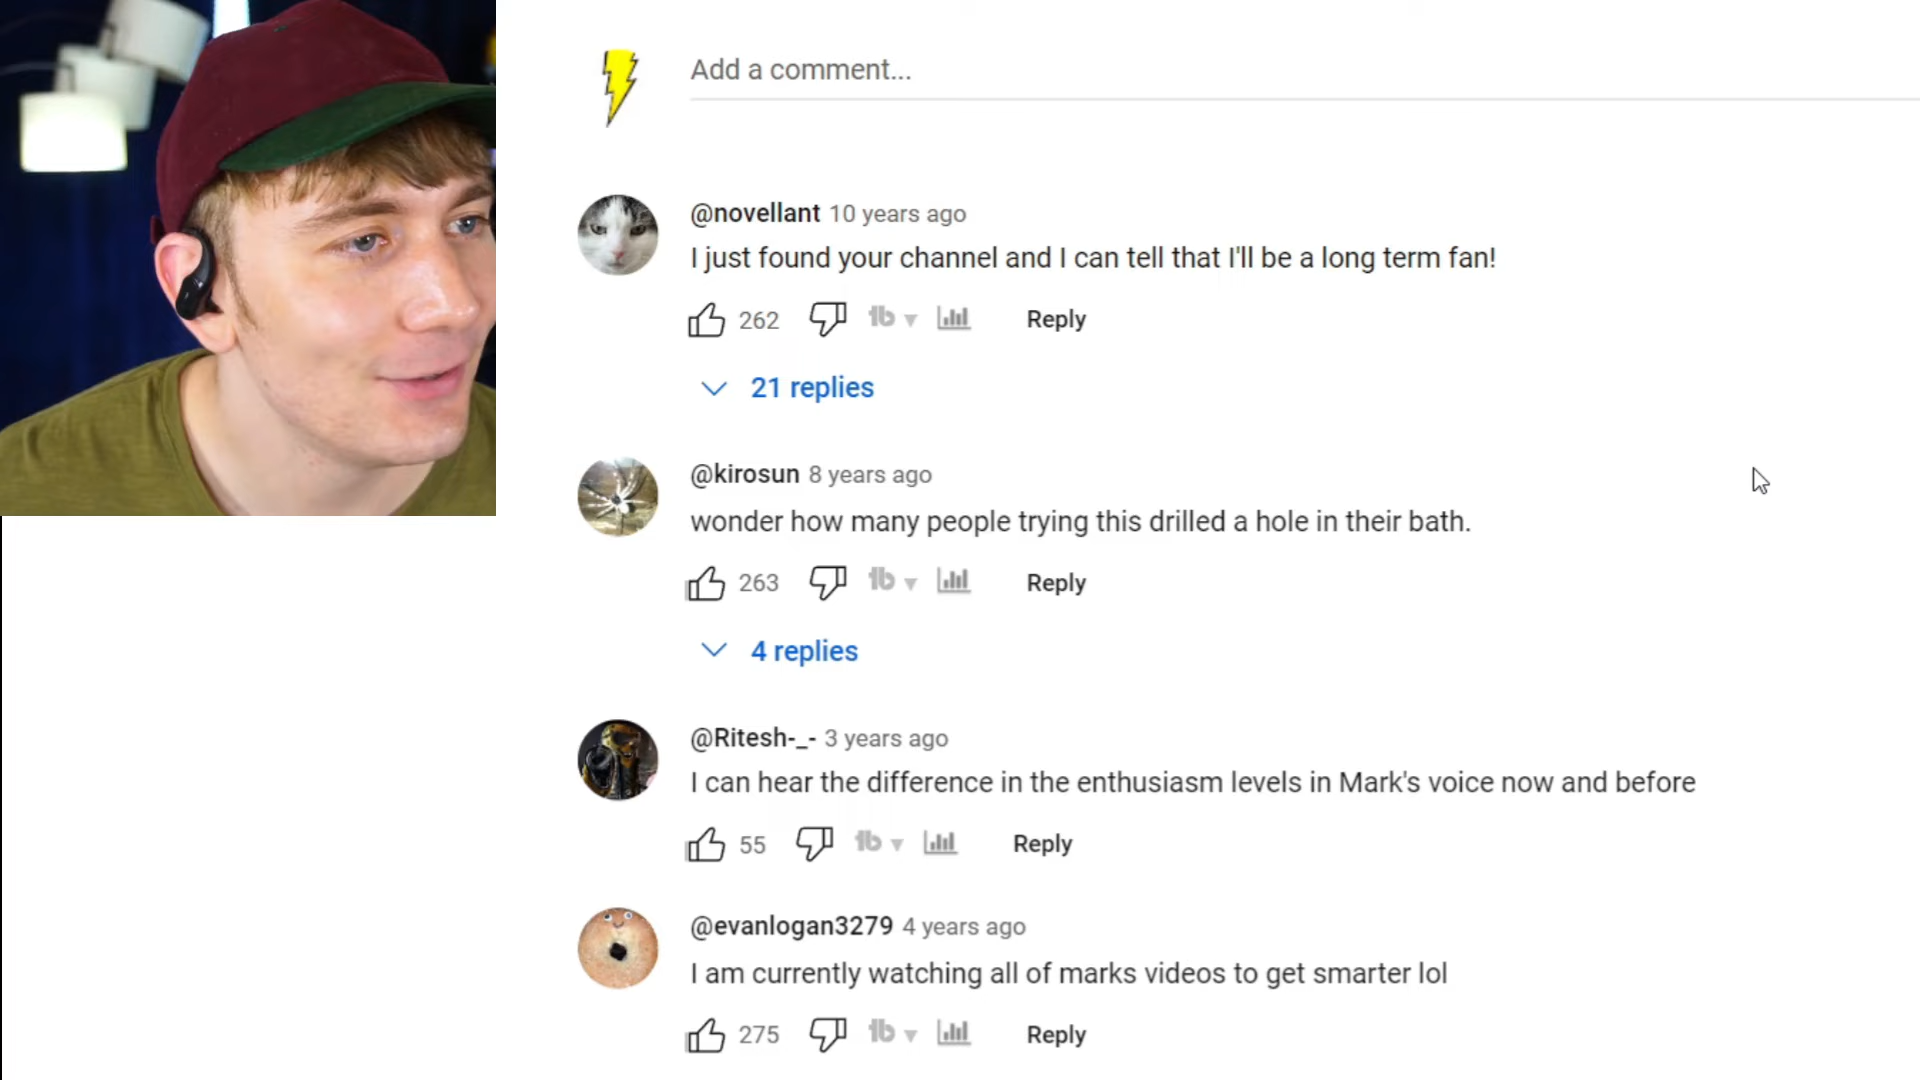 Add a comment...
@novellant 10 years ago
I just found your channel and I can tell that I'll be a long term fan!
262 tb Reply
21 replies
@kirosun 8 years ago
wonder how many people trying this drilled a hole in their bath.
263 tb Reply
4 replies
@Ritesh-_- 3 years ago
I can hear the difference in the enthusiasm levels in Mark's voice now and before
55 tb Reply
@evanlogan3279 4 years ago
I am currently watching all of marks videos to get smarter lol
275 tb Reply